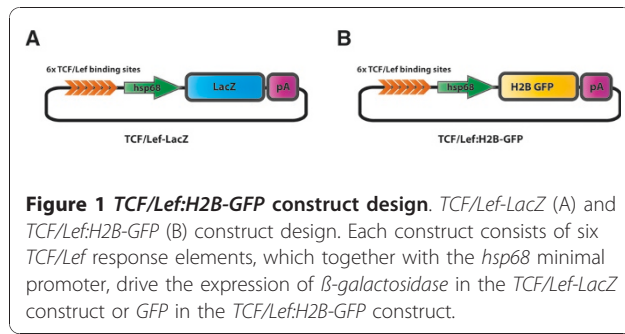 A
B
6x TCF/Lef binding sites
6x TCF/Lef binding sites
hsp68
LacZ
pA
hsp68
H2B GFP
pA
TCF/Lef-LacZ
TCF/Lef:H2B-GFP
Figure 1 TCF/Lef:H2B-GFP construct design. TCF/Lef-LacZ (A) and
TCF/Lef:H2B-GFP (B) construct design. Each construct consists of six
TCF/Lef response elements, which together with the hsp68 minimal
promoter, drive the expression of ß-galactosidase in the TCF/Lef-LacZ
construct or GFP in the TCF/Lef:H2B-GFP construct.